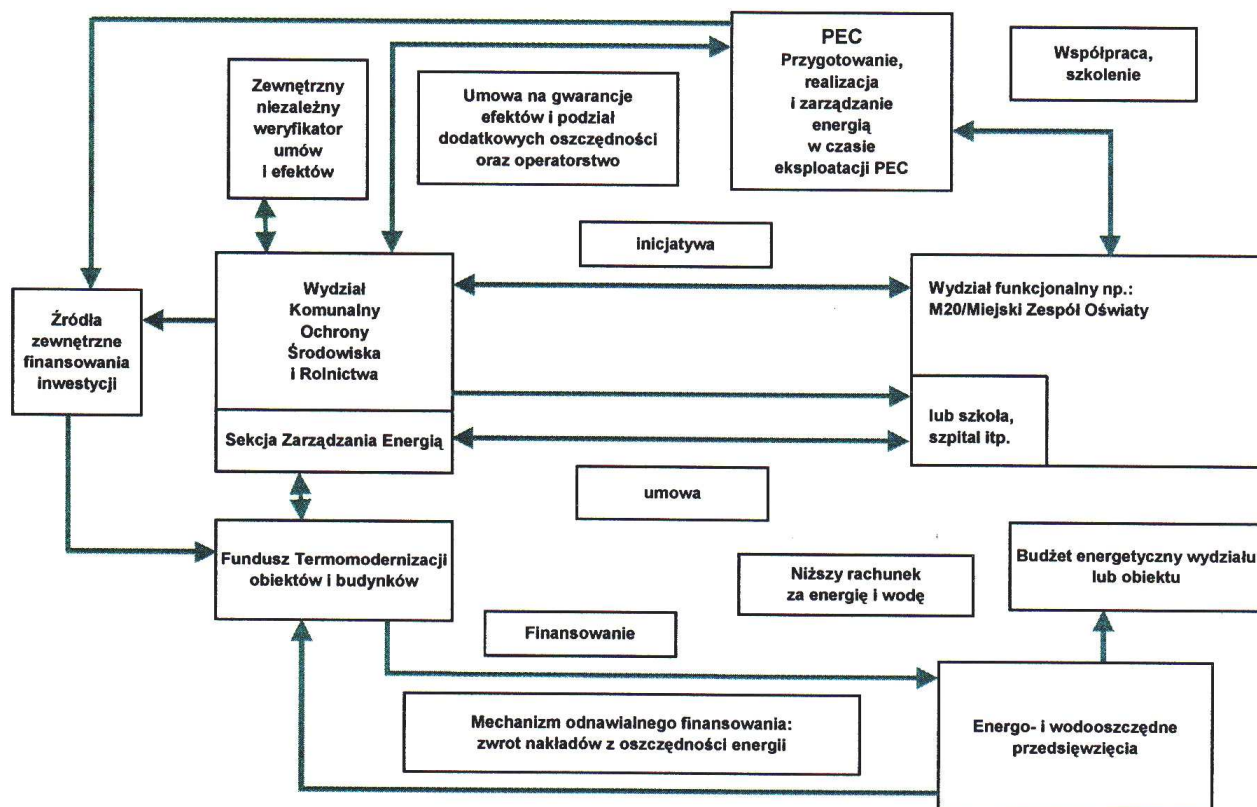 PEC
Przygotowanie,
realizacja
i zarządzanie
energią
w czasie
eksploatacji PEC
Współpraca,
szkolenie
Zewnętrzny
niezależny
weryfikator
umów
i efektów
Umowa na gwarancje
efektów i podział
dodatkowych oszczędności
oraz operatorstwo
inicjatywa
Wydział
Komunalny
Ochrony
Środowiska
i Rolnictwa
Wydział funkcjonalny np.:
M20/Miejski Zespół Oświaty
Źródła
zewnętrzne
finansowania
inwestycji
lub szkoła,
szpital itp.
Sekcja Zarządzania Energią
umowa
Fundusz Termomodernizacji
obiektów i budynków
Niższy rachunek
za energię i wodę
Budżet energetyczny wydziału
lub obiektu
Finansowanie
Mechanizm odnawialnego finansowania:
zwrot nakładów z oszczędności energii
Energo- i wodooszczędne
przedsięwzięcia